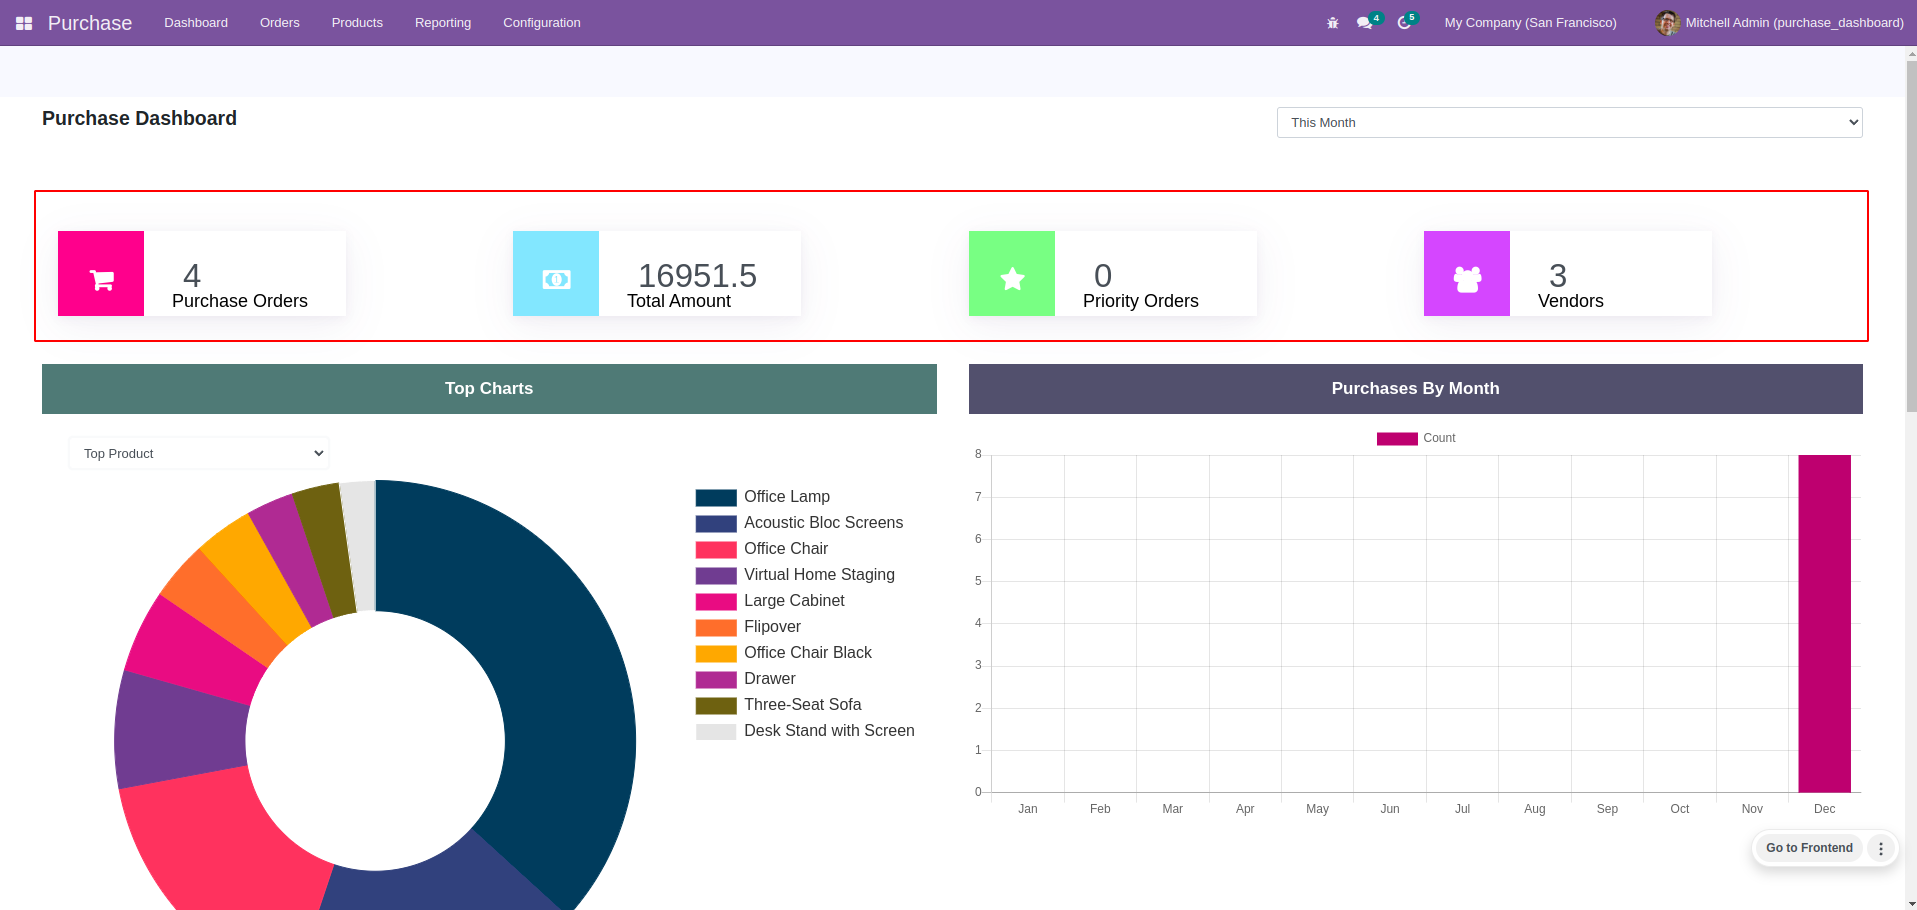 Purchase Dashboard Orders Products Reporting Configuration 4 5 My Company (San Francisco) Mitchell Admin (purchase_dashboard)
Purchase Dashboard
This Month
4
Purchase Orders
16951.5
Total Amount
0
Priority Orders
3
Vendors
Top Charts
Top Product
Office Lamp
Acoustic Bloc Screens
Office Chair
Virtual Home Staging
Large Cabinet
Flipover
Office Chair Black
Drawer
Three-Seat Sofa
Desk Stand with Screen
Purchases By Month
Count
8
7
6
5
4
3
2
1
0
Jan Feb Mar Apr May Jun Jul Aug Sep Oct Nov Dec
Go to Frontend